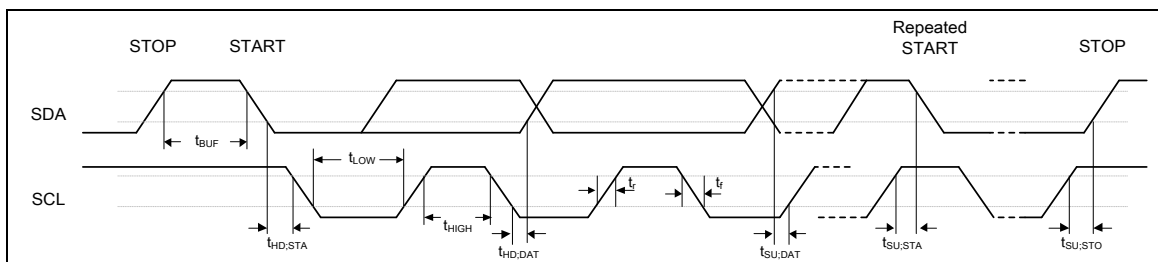 STOP
START
Repeated
START
STOP
SDA
tBUF
tLOW
tr
tf
SCL
tHD;STA
tHIGH
tHD;DAT
tSU;DAT
tSU;STA
tSU;STO